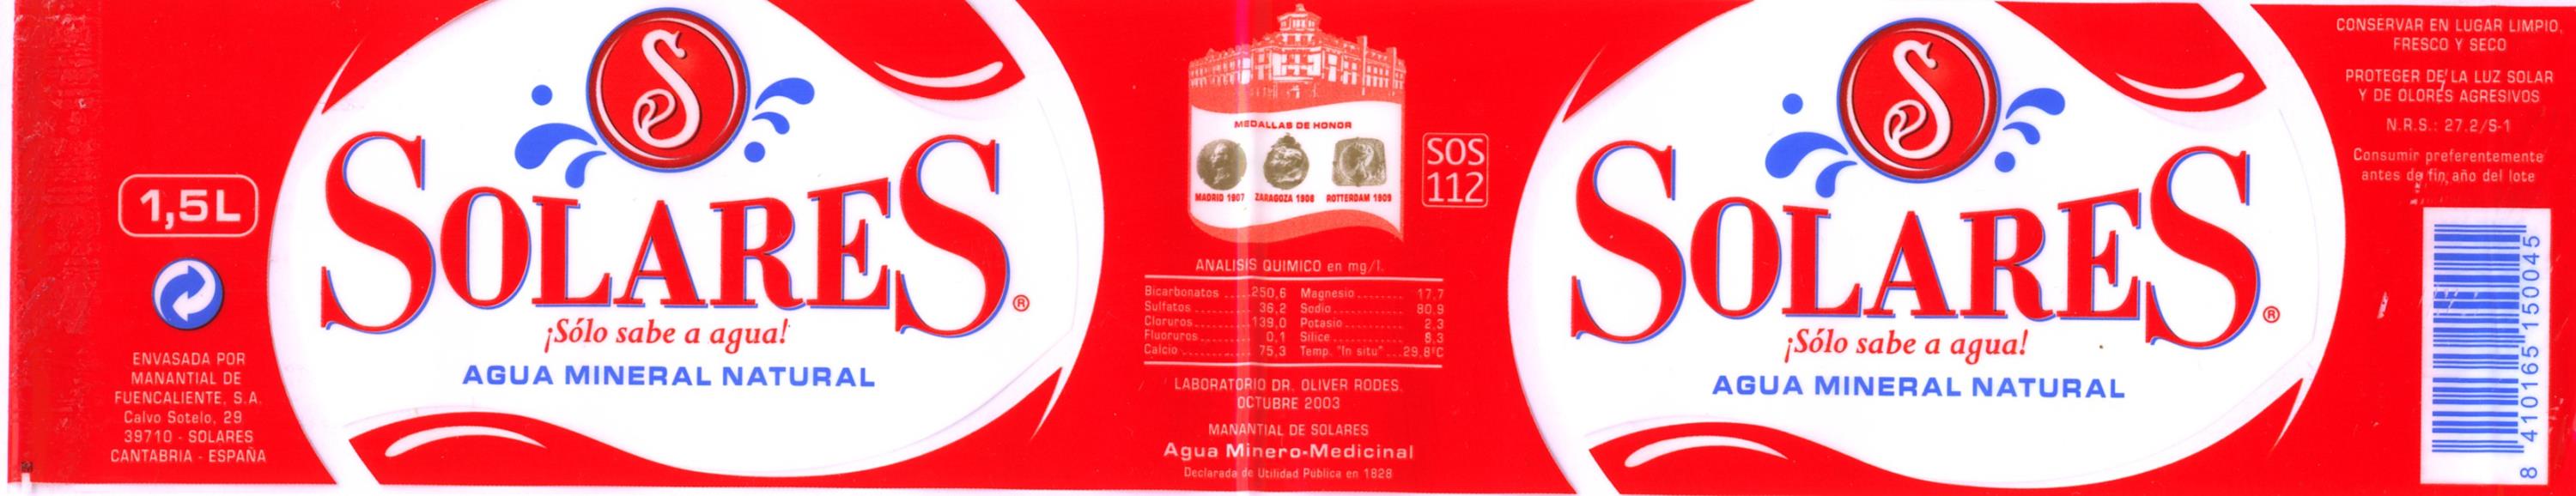 1,5L
ENVASADA POR
MANANTIAL DE
FUENCALIENTE, S.A.
Calvo Sotelo, 29
39710 - SOLARES
CANTABRIA - ESPAÑA
S
SOLARES®
¡Sólo sabe a agua!
AGUA MINERAL NATURAL
MEDALLAS DE HONOR
MADRID 1907 ZARAGOZA 1908 ROTTERDAM 1909
SOS
112
ANALISIS QUIMICO en mg/l.
Bicarbonatos ..... 250,6 Magnesio ........ 17,7
Sulfatos ........... 36,2 Sodio ............ 80,9
Cloruros .......... 139,0 Potasio .......... 2,3
Fluoruros ......... 0,1 Sílice ............ 6,3
Calcio ............ 75,3 Temp. "In situ" ... 29,8ºC
LABORATORIO DR. OLIVER RODES.
OCTUBRE 2003
MANANTIAL DE SOLARES
Agua Minero-Medicinal
Declarada de Utilidad Pública en 1828
S
SOLARES®
¡Sólo sabe a agua!
AGUA MINERAL NATURAL
CONSERVAR EN LUGAR LIMPIO,
FRESCO Y SECO
PROTEGER DE LA LUZ SOLAR
Y DE OLORES AGRESIVOS
N.R.S.: 27.2/S-1
Consumir preferentemente
antes de fin año del lote
8 410165 150045